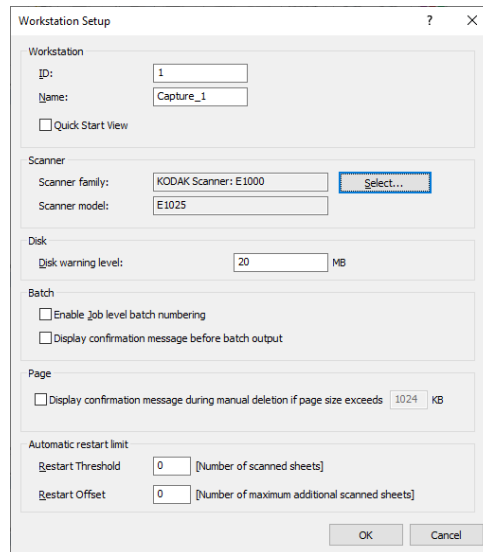 Workstation Setup ? ✕
Workstation
ID: 1
Name: Capture_1
Quick Start View
Scanner
Scanner family: KODAK Scanner: E1000 Select...
Scanner model: E1025
Disk
Disk warning level: 20 MB
Batch
Enable Job level batch numbering
Display confirmation message before batch output
Page
Display confirmation message during manual deletion if page size exceeds 1024 KB
Automatic restart limit
Restart Threshold 0 [Number of scanned sheets]
Restart Offset 0 [Number of maximum additional scanned sheets]
OK Cancel